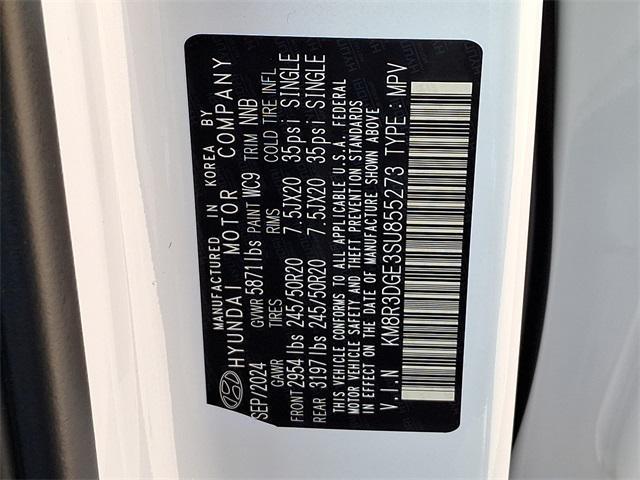 MANUFACTURED IN KOREA BY
HYUNDAI MOTOR COMPANY
SEP/2024 GVWR 5871lbs PAINT WC9 TRIM NNB
GAWR TIRES RIMS COLD TIRE INFL
FRONT 2954 lbs 245/50R20 7.5JX20 35psi SINGLE
REAR 3197 lbs 245/50R20 7.5JX20 35psi SINGLE
THIS VEHICLE CONFORMS TO ALL APPLICABLE U.S.A. FEDERAL
MOTOR VEHICLE SAFETY AND THEFT PREVENTION STANDARDS
IN EFFECT ON THE DATE OF MANUFACTURE SHOWN ABOVE
V.I.N KM8R3DGE3SU855273 TYPE : MPV